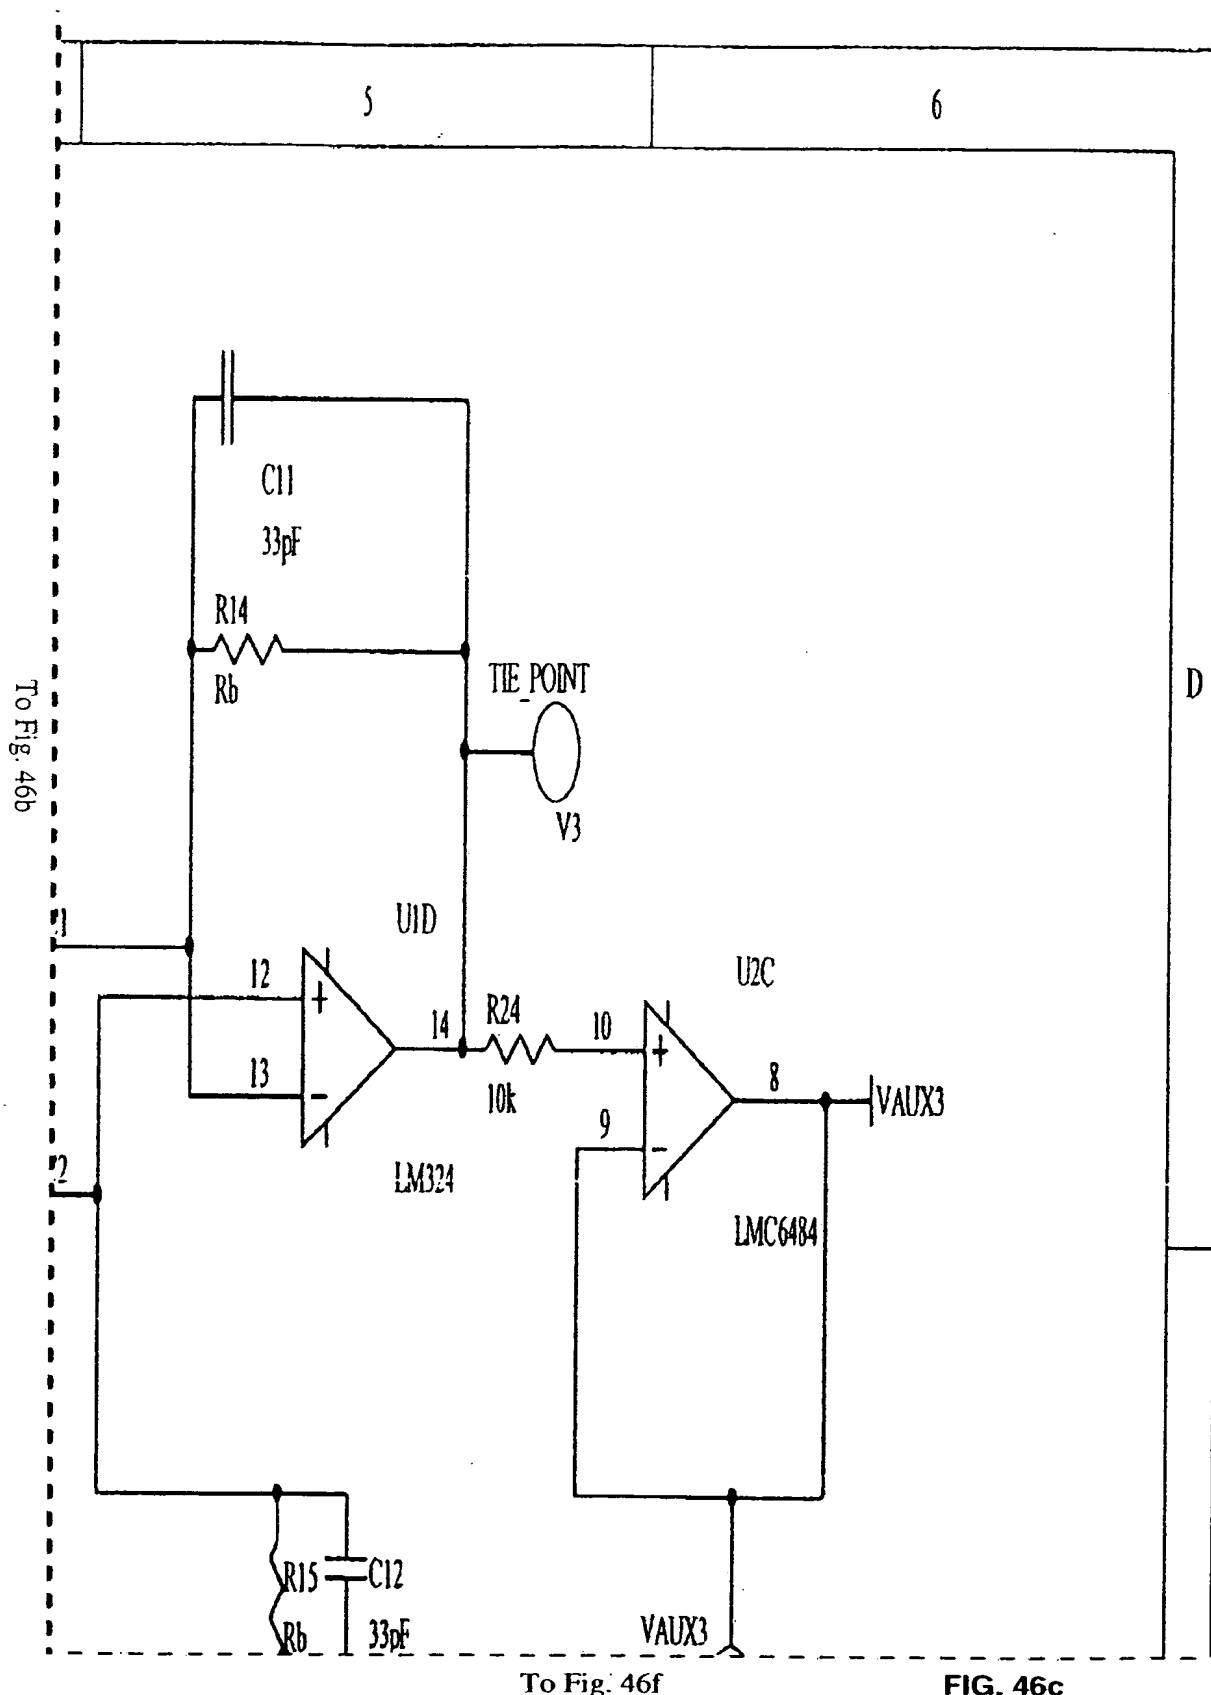 5
6
C11
33pF
R14
Rb
TIE_POINT
D
V3
To Fig. 46b
U1D
1
12
U2C
14
R24
10
13
10k
8
VAUX3
9
2
LM324
LMC6484
R15
C12
Rb
33pF
VAUX3
To Fig. 46f
FIG. 46c